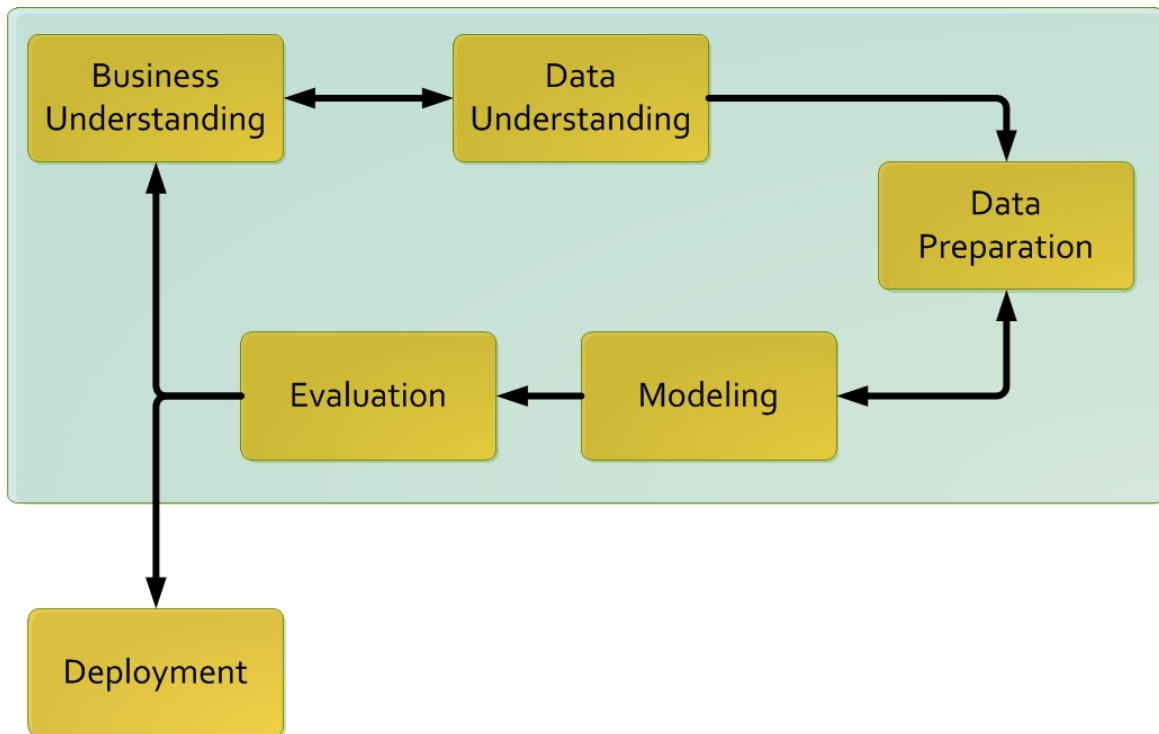 Business
Understanding
Data
Understanding
Data
Preparation
Evaluation
Modeling
Deployment